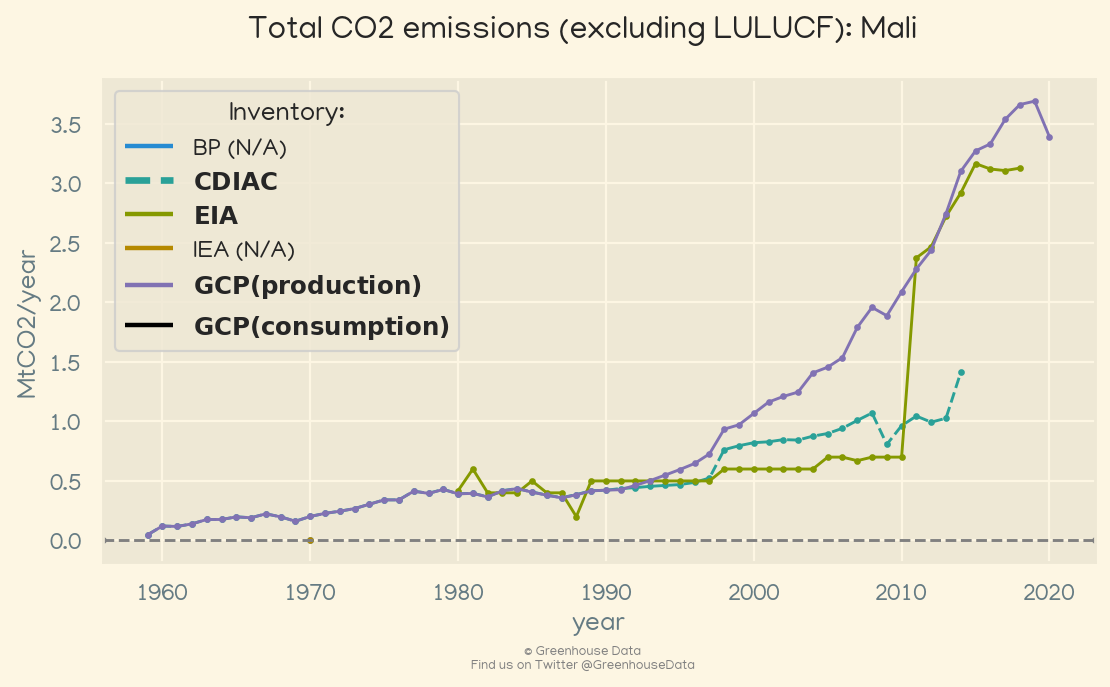 Total CO2 emissions (excluding LULUCF): Mali
Inventory:
BP (N/A)
CDIAC
EIA
IEA (N/A)
GCP(production)
GCP(consumption)
MtCO2/year
3.5
3.0
2.5
2.0
1.5
1.0
0.5
0.0
1960 1970 1980 1990 2000 2010 2020
year
© Greenhouse Data
Find us on Twitter @GreenhouseData